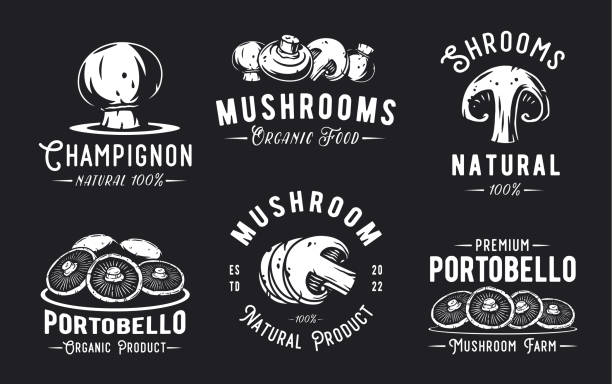 CHAMPIGNON
NATURAL 100%
MUSHROOMS
ORGANIC FOOD
SHROOMS
NATURAL
100%
PORTOBELLO
ORGANIC PRODUCT
MUSHROOM
ES 20
TD 22
100%
NATURAL PRODUCT
PREMIUM
PORTOBELLO
MUSHROOM FARM